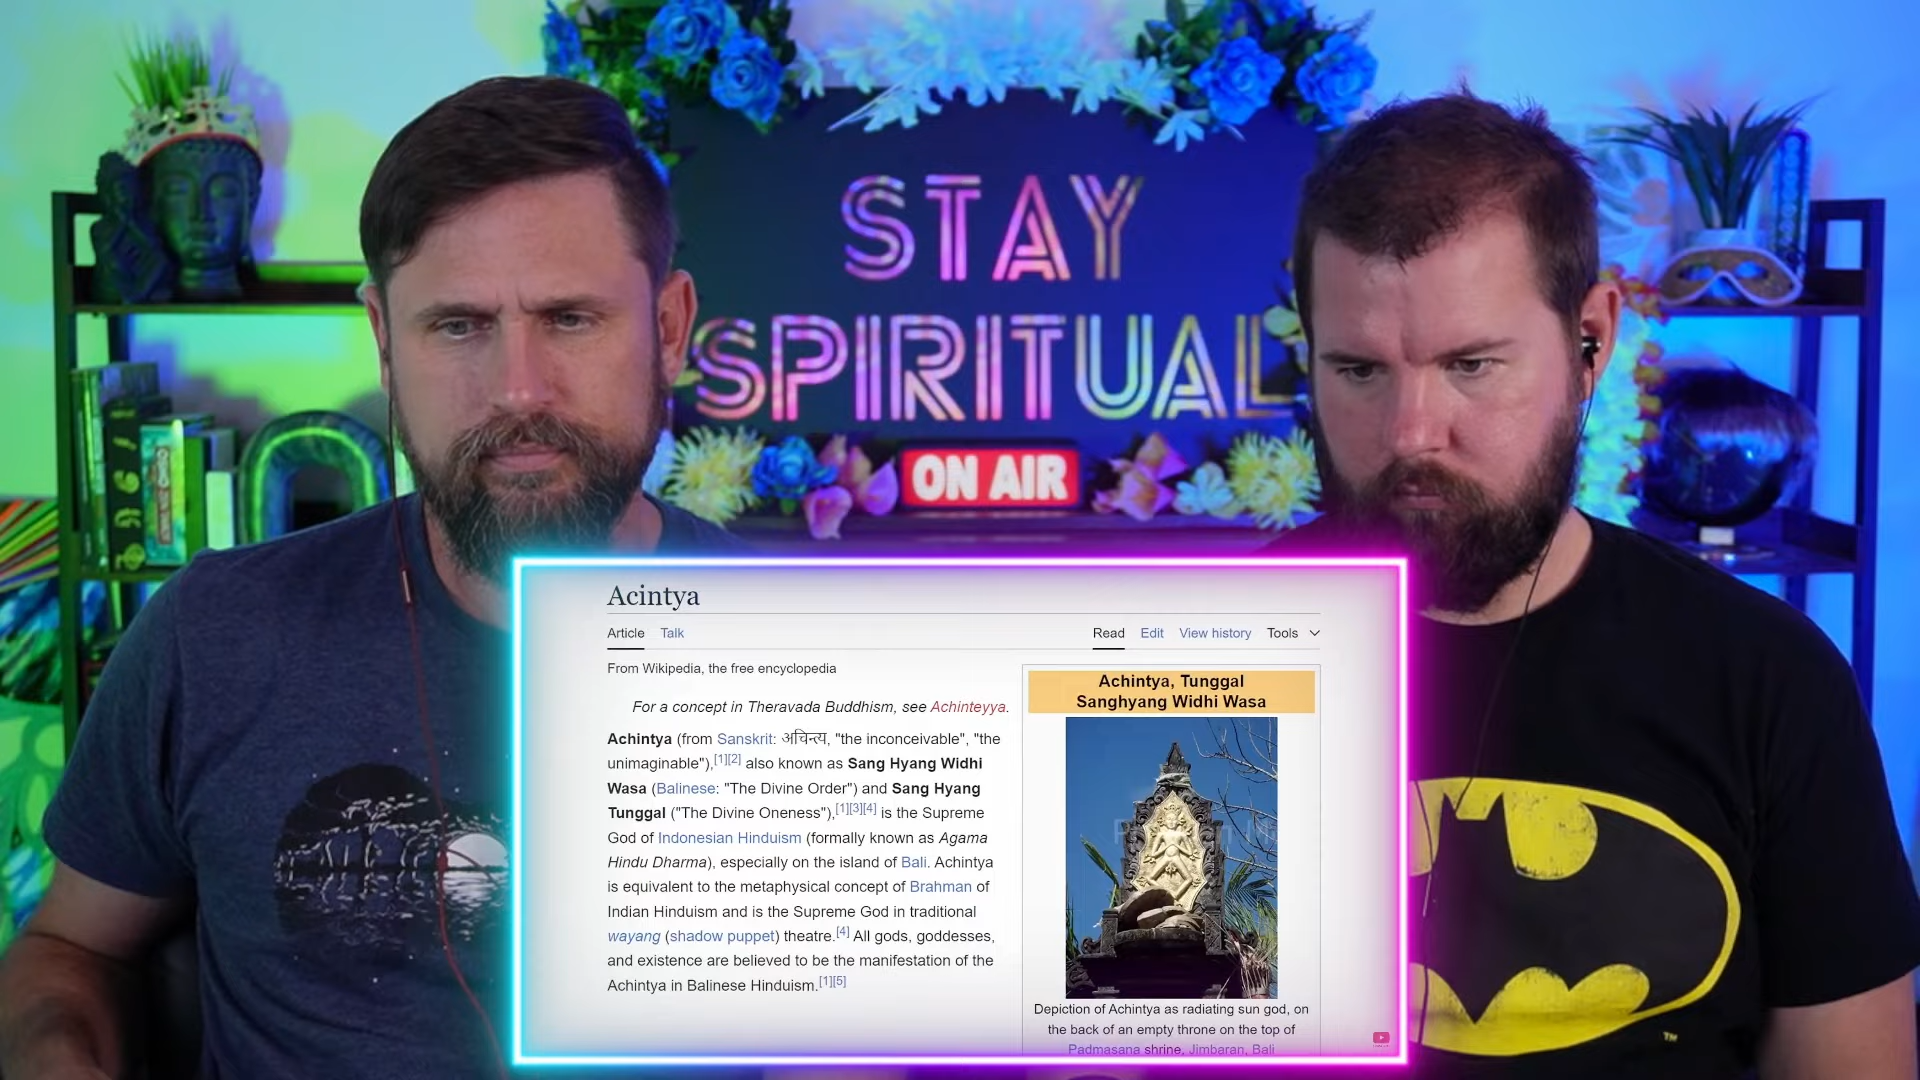 STAY
SPIRITUAL
ON AIR
Acintya
Article Talk
Read Edit View history Tools
From Wikipedia, the free encyclopedia
For a concept in Theravada Buddhism, see Achinteyya.
Achintya (from Sanskrit: अचिन्त्य, "the inconceivable", "the
unimaginable"),[1][2] also known as Sang Hyang Widhi
Wasa (Balinese: "The Divine Order") and Sang Hyang
Tunggal ("The Divine Oneness"),[1][3][4] is the Supreme
God of Indonesian Hinduism (formally known as Agama
Hindu Dharma), especially on the island of Bali. Achintya
is equivalent to the metaphysical concept of Brahman of
Indian Hinduism and is the Supreme God in traditional
wayang (shadow puppet) theatre.[4] All gods, goddesses,
and existence are believed to be the manifestation of the
Achintya in Balinese Hinduism.[1][5]
Achintya, Tunggal
Sanghyang Widhi Wasa
Depiction of Achintya as radiating sun god, on
the back of an empty throne on the top of
Padmasana shrine, Jimbaran, Bali
TM